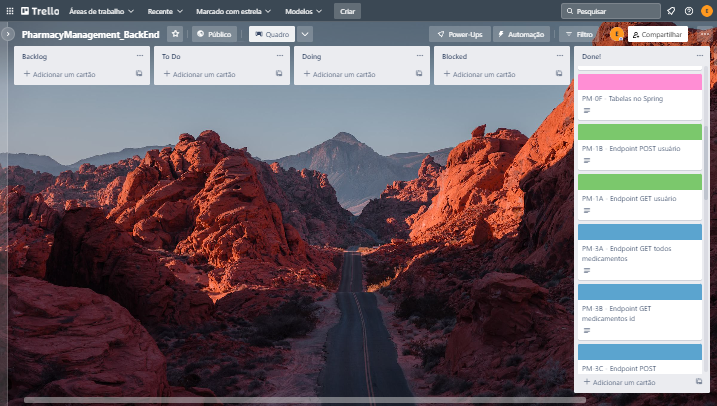 Trello
Áreas de trabalho
Recente
Marcado com estrela
Modelos
Criar
Pesquisar
E
PharmacyManagement_BackEnd
Público
Quadro
Power-Ups
Automação
Filtro
E
Compartilhar
Backlog
Adicionar um cartão
To Do
Adicionar um cartão
Doing
Adicionar um cartão
Blocked
Adicionar um cartão
Done!
PM-0F - Tabelas no Spring
PM-1B - Endpoint POST usuário
PM-1A - Endpoint GET usuário
PM-3A - Endpoint GET todos
medicamentos
PM-3B - Endpoint GET
medicamentos id
PM-3C - Endpoint POST
Adicionar um cartão